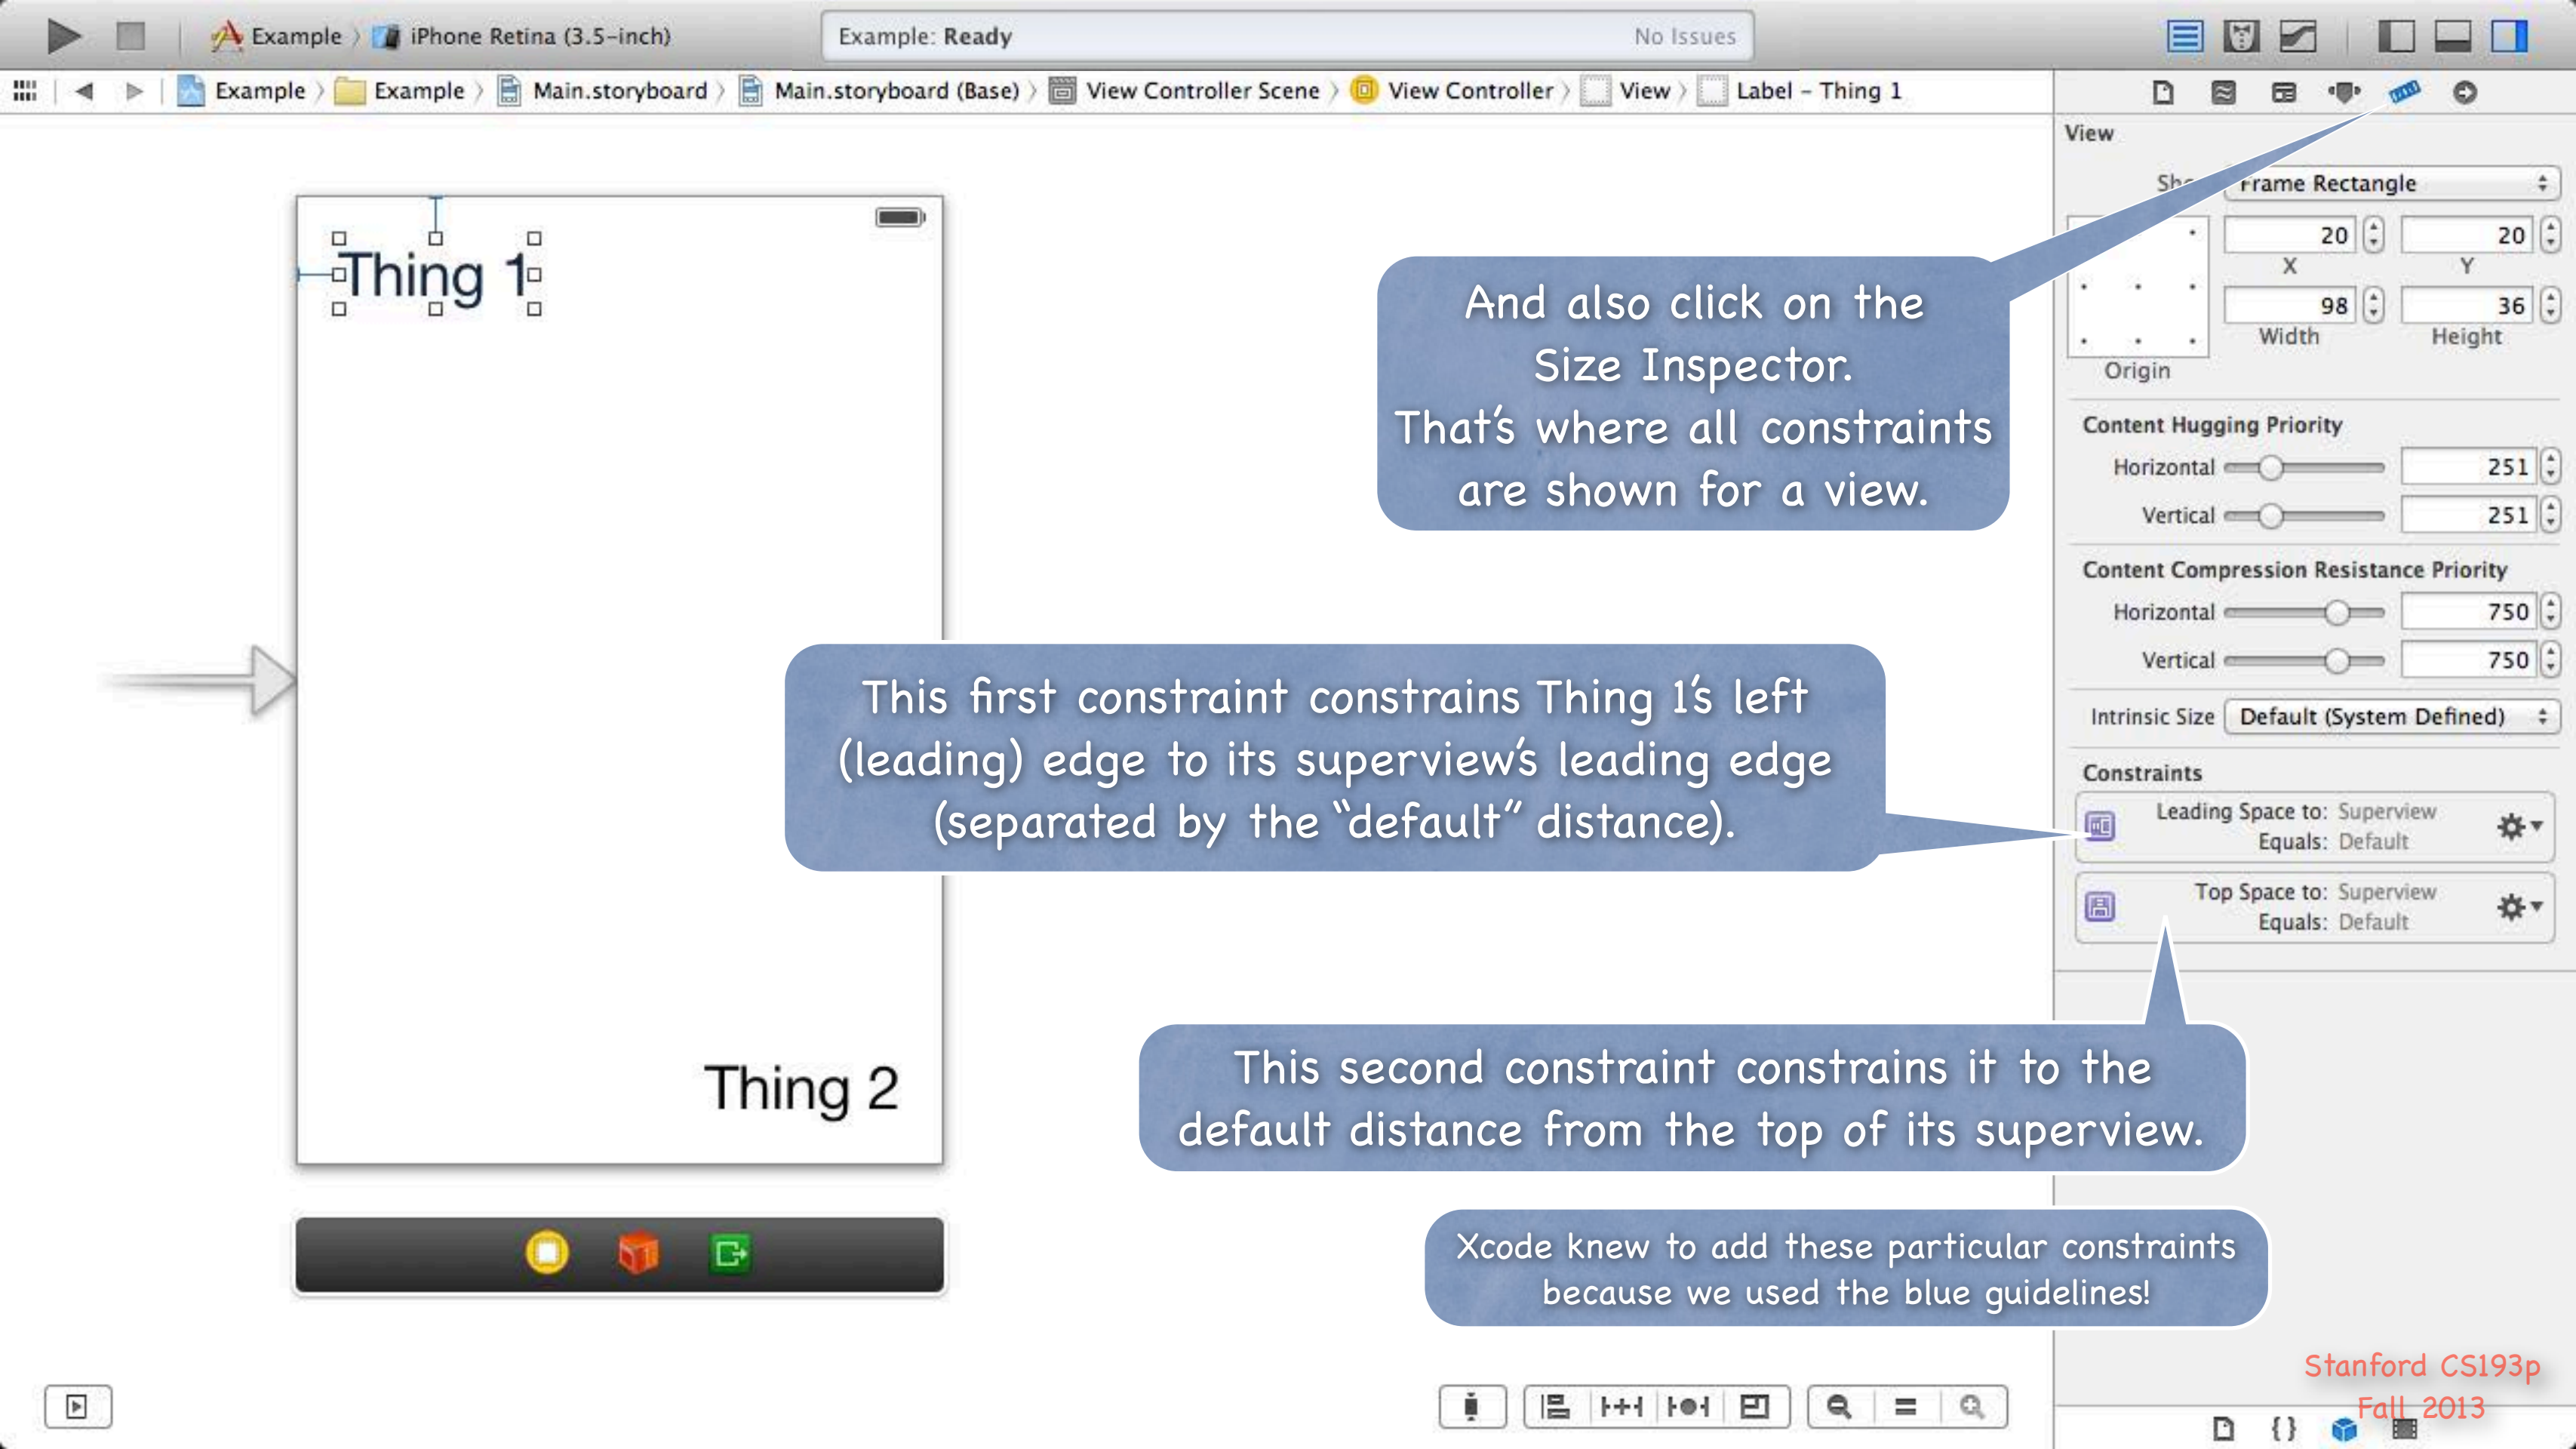 Example
iPhone Retina (3.5-inch)
Example: Ready
No Issues
Example
Example
Main.storyboard
Main.storyboard (Base)
View Controller Scene
View Controller
View
Label - Thing 1
View
Frame Rectangle
20
20
X
Y
98
36
Width
Height
Origin
Thing 1
And also click on the
Size Inspector.
That's where all constraints
are shown for a view.
Content Hugging Priority
Horizontal
251
Vertical
251
Content Compression Resistance Priority
Horizontal
750
Vertical
750
Intrinsic Size
Default (System Defined)
This first constraint constrains Thing 1's left
(leading) edge to its superview's leading edge
(separated by the "default" distance).
Constraints
Leading Space to: Superview
Equals: Default
Top Space to: Superview
Equals: Default
Thing 2
This second constraint constrains it to the
default distance from the top of its superview.
Xcode knew to add these particular constraints
because we used the blue guidelines!
Stanford CS193p
Fall 2013